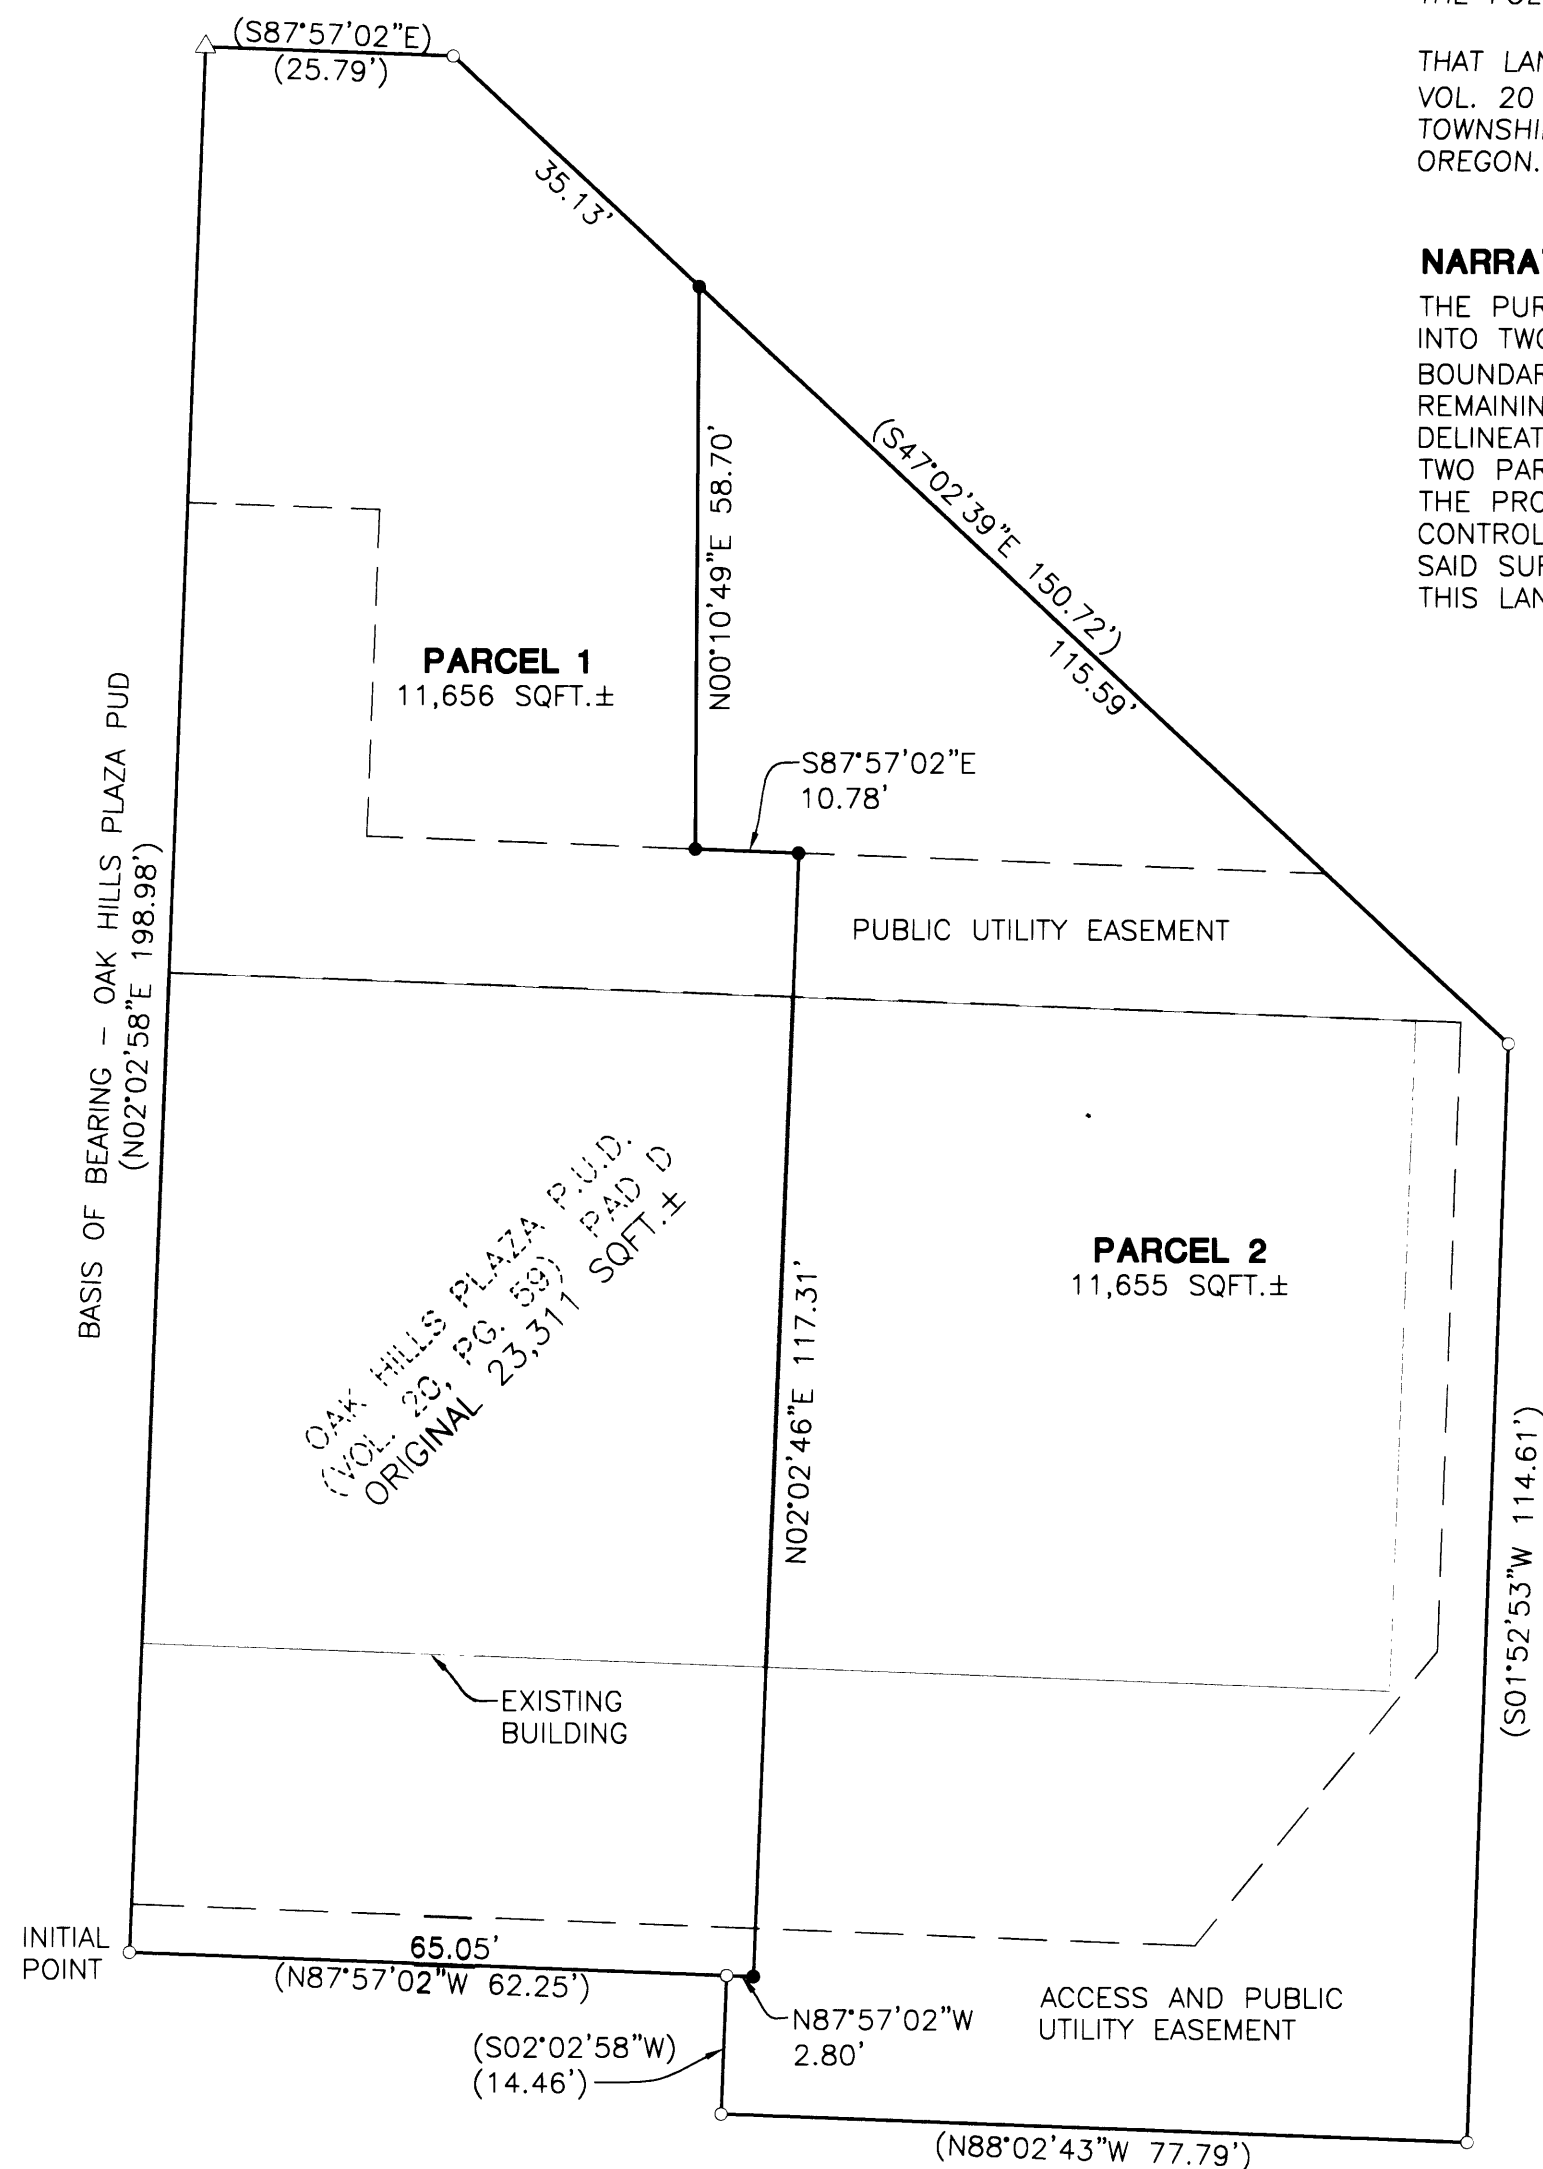 (S87°57'02"E)
(25.79')
35.13'
(S47°02'39"E 150.72')
115.59'
N00°10'49"E 58.70'
PARCEL 1
11,656 SQFT.±
S87°57'02"E
10.78'
PUBLIC UTILITY EASEMENT
BASIS OF BEARING - OAK HILLS PLAZA PUD
(N02°02'58"E 198.98')
OAK HILLS PLAZA P.U.D.
(VOL. 20, PG. 59) PAD D
ORIGINAL 23,311 SQFT.±
N02°02'46"E 117.31'
PARCEL 2
11,655 SQFT.±
(S01°52'53"W 114.61')
EXISTING
BUILDING
INITIAL
POINT
65.05'
(N87°57'02"W 62.25')
N87°57'02"W
2.80'
(S02°02'58"W)
(14.46')
ACCESS AND PUBLIC
UTILITY EASEMENT
(N88°02'43"W 77.79')
THAT LAN
VOL. 20
TOWNSHI
OREGON.
NARRA
THE PUR
INTO TWO
BOUNDAR
REMAININ
DELINEAT
TWO PAR
THE PRO
CONTROL
SAID SUR
THIS LAN